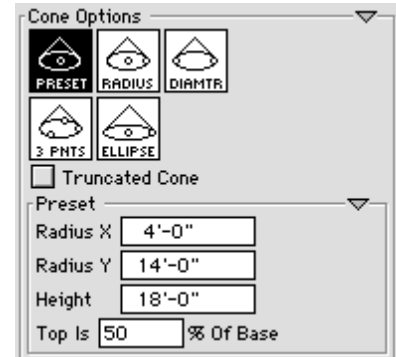 Cone Options
PRESET RADIUS DIAMTR
3 PNTS ELLIPSE
Truncated Cone
Preset
Radius X 4'-0"
Radius Y 14'-0"
Height 18'-0"
Top Is 50 % Of Base